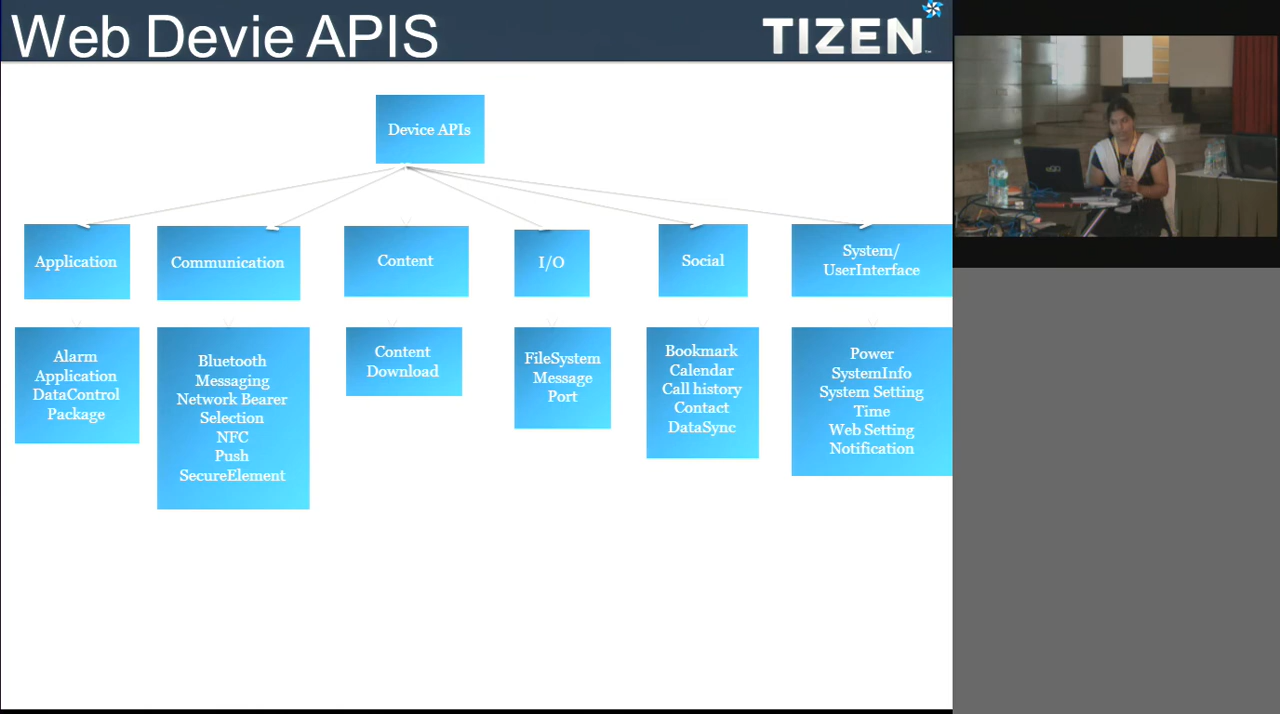 Web Devie APIS
TIZEN
Device APIs
Application
Communication
Content
I/O
Social
System/
UserInterface
Alarm
Application
DataControl
Package
Bluetooth
Messaging
Network Bearer
Selection
NFC
Push
SecureElement
Content
Download
FileSystem
Message
Port
Bookmark
Calendar
Call history
Contact
DataSync
Power
SystemInfo
System Setting
Time
Web Setting
Notification